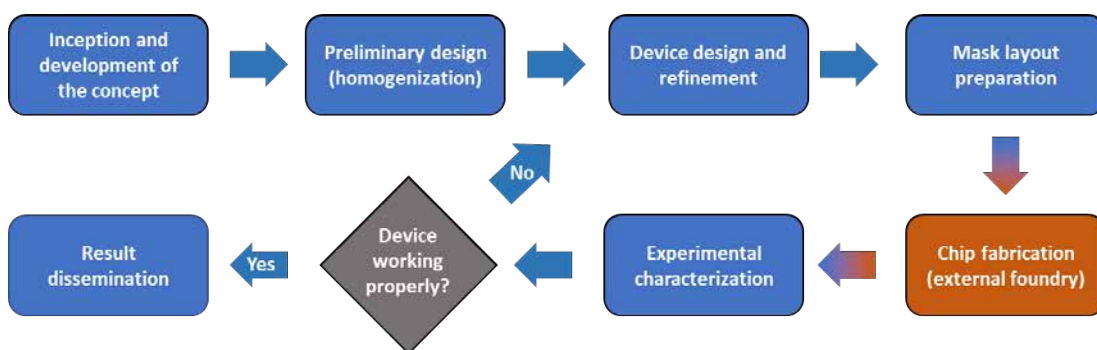 Inception and
development of
the concept
Preliminary design
(homogenization)
Device design and
refinement
Mask layout
preparation
No
Result
dissemination
Yes
Device
working
properly?
Experimental
characterization
Chip fabrication
(external foundry)